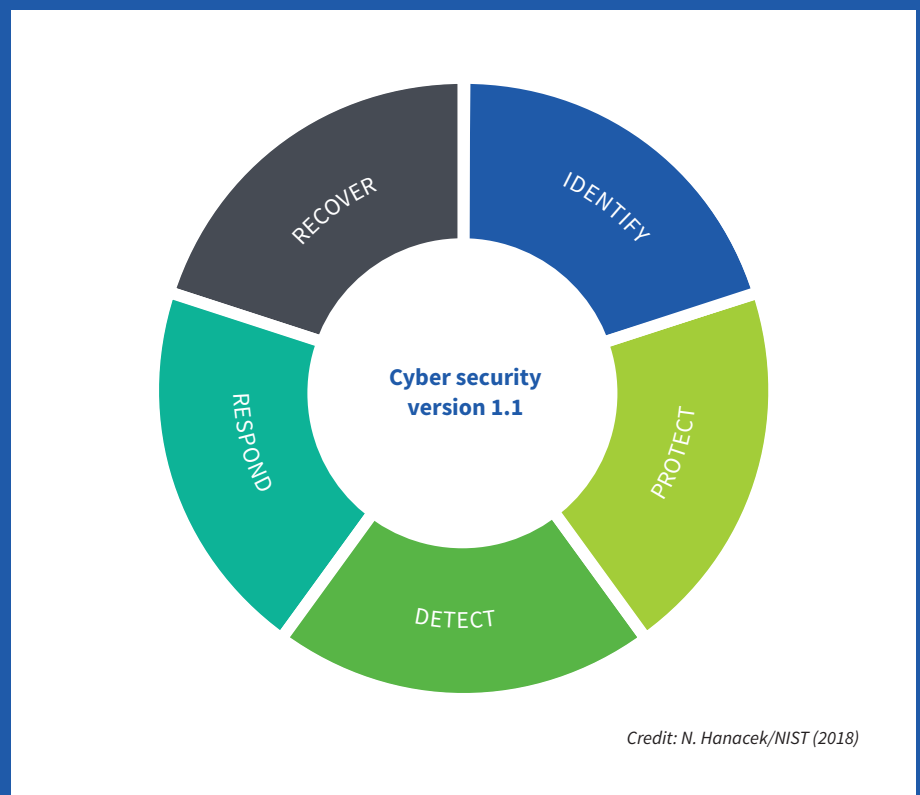 IDENTIFY
PROTECT
DETECT
RESPOND
RECOVER
Cyber security
version 1.1
Credit: N. Hanacek/NIST (2018)